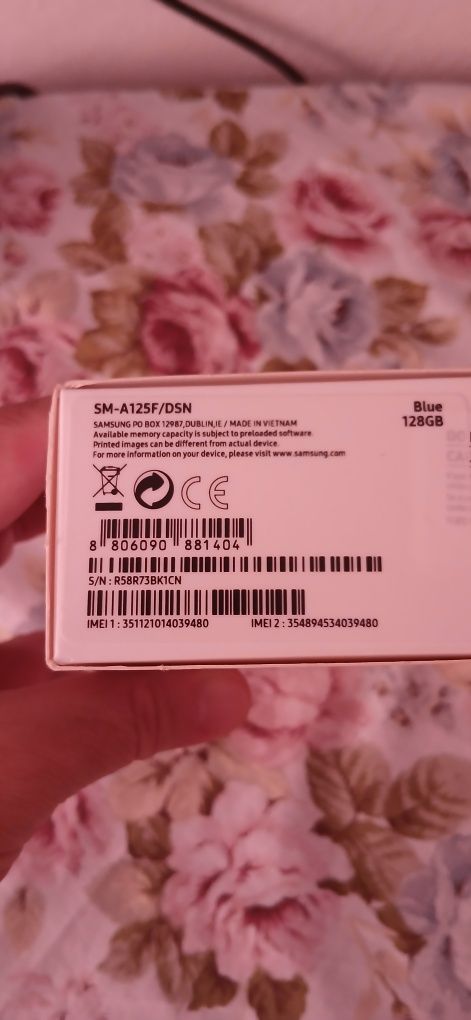 SM-A125F/DSN
Blue
128GB
SAMSUNG PO BOX 12987,DUBLIN,IE / MADE IN VIETNAM
Available memory capacity is subject to preloaded software.
Printed images can be different from actual device.
For more information on your device, please visit www.samsung.com
CE
8 806090 881404
S/N : R58R73BK1CN
IMEI 1 : 351121014039480
IMEI 2 : 354894534039480